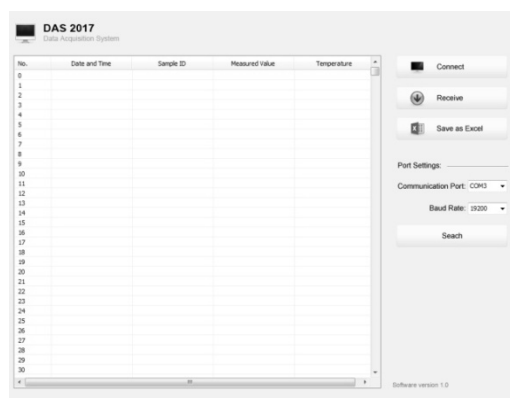 DAS 2017
Data Acquisition System
No. Date and Time Sample ID Measured Value Temperature
0
1
2
3
4
5
6
7
8
9
10
11
12
13
14
15
16
17
18
19
20
21
22
23
24
25
26
27
28
29
30
Connect
Receive
Save as Excel
Port Settings:
Communication Port: COM3
Baud Rate: 19200
Seach
Software version 1.0